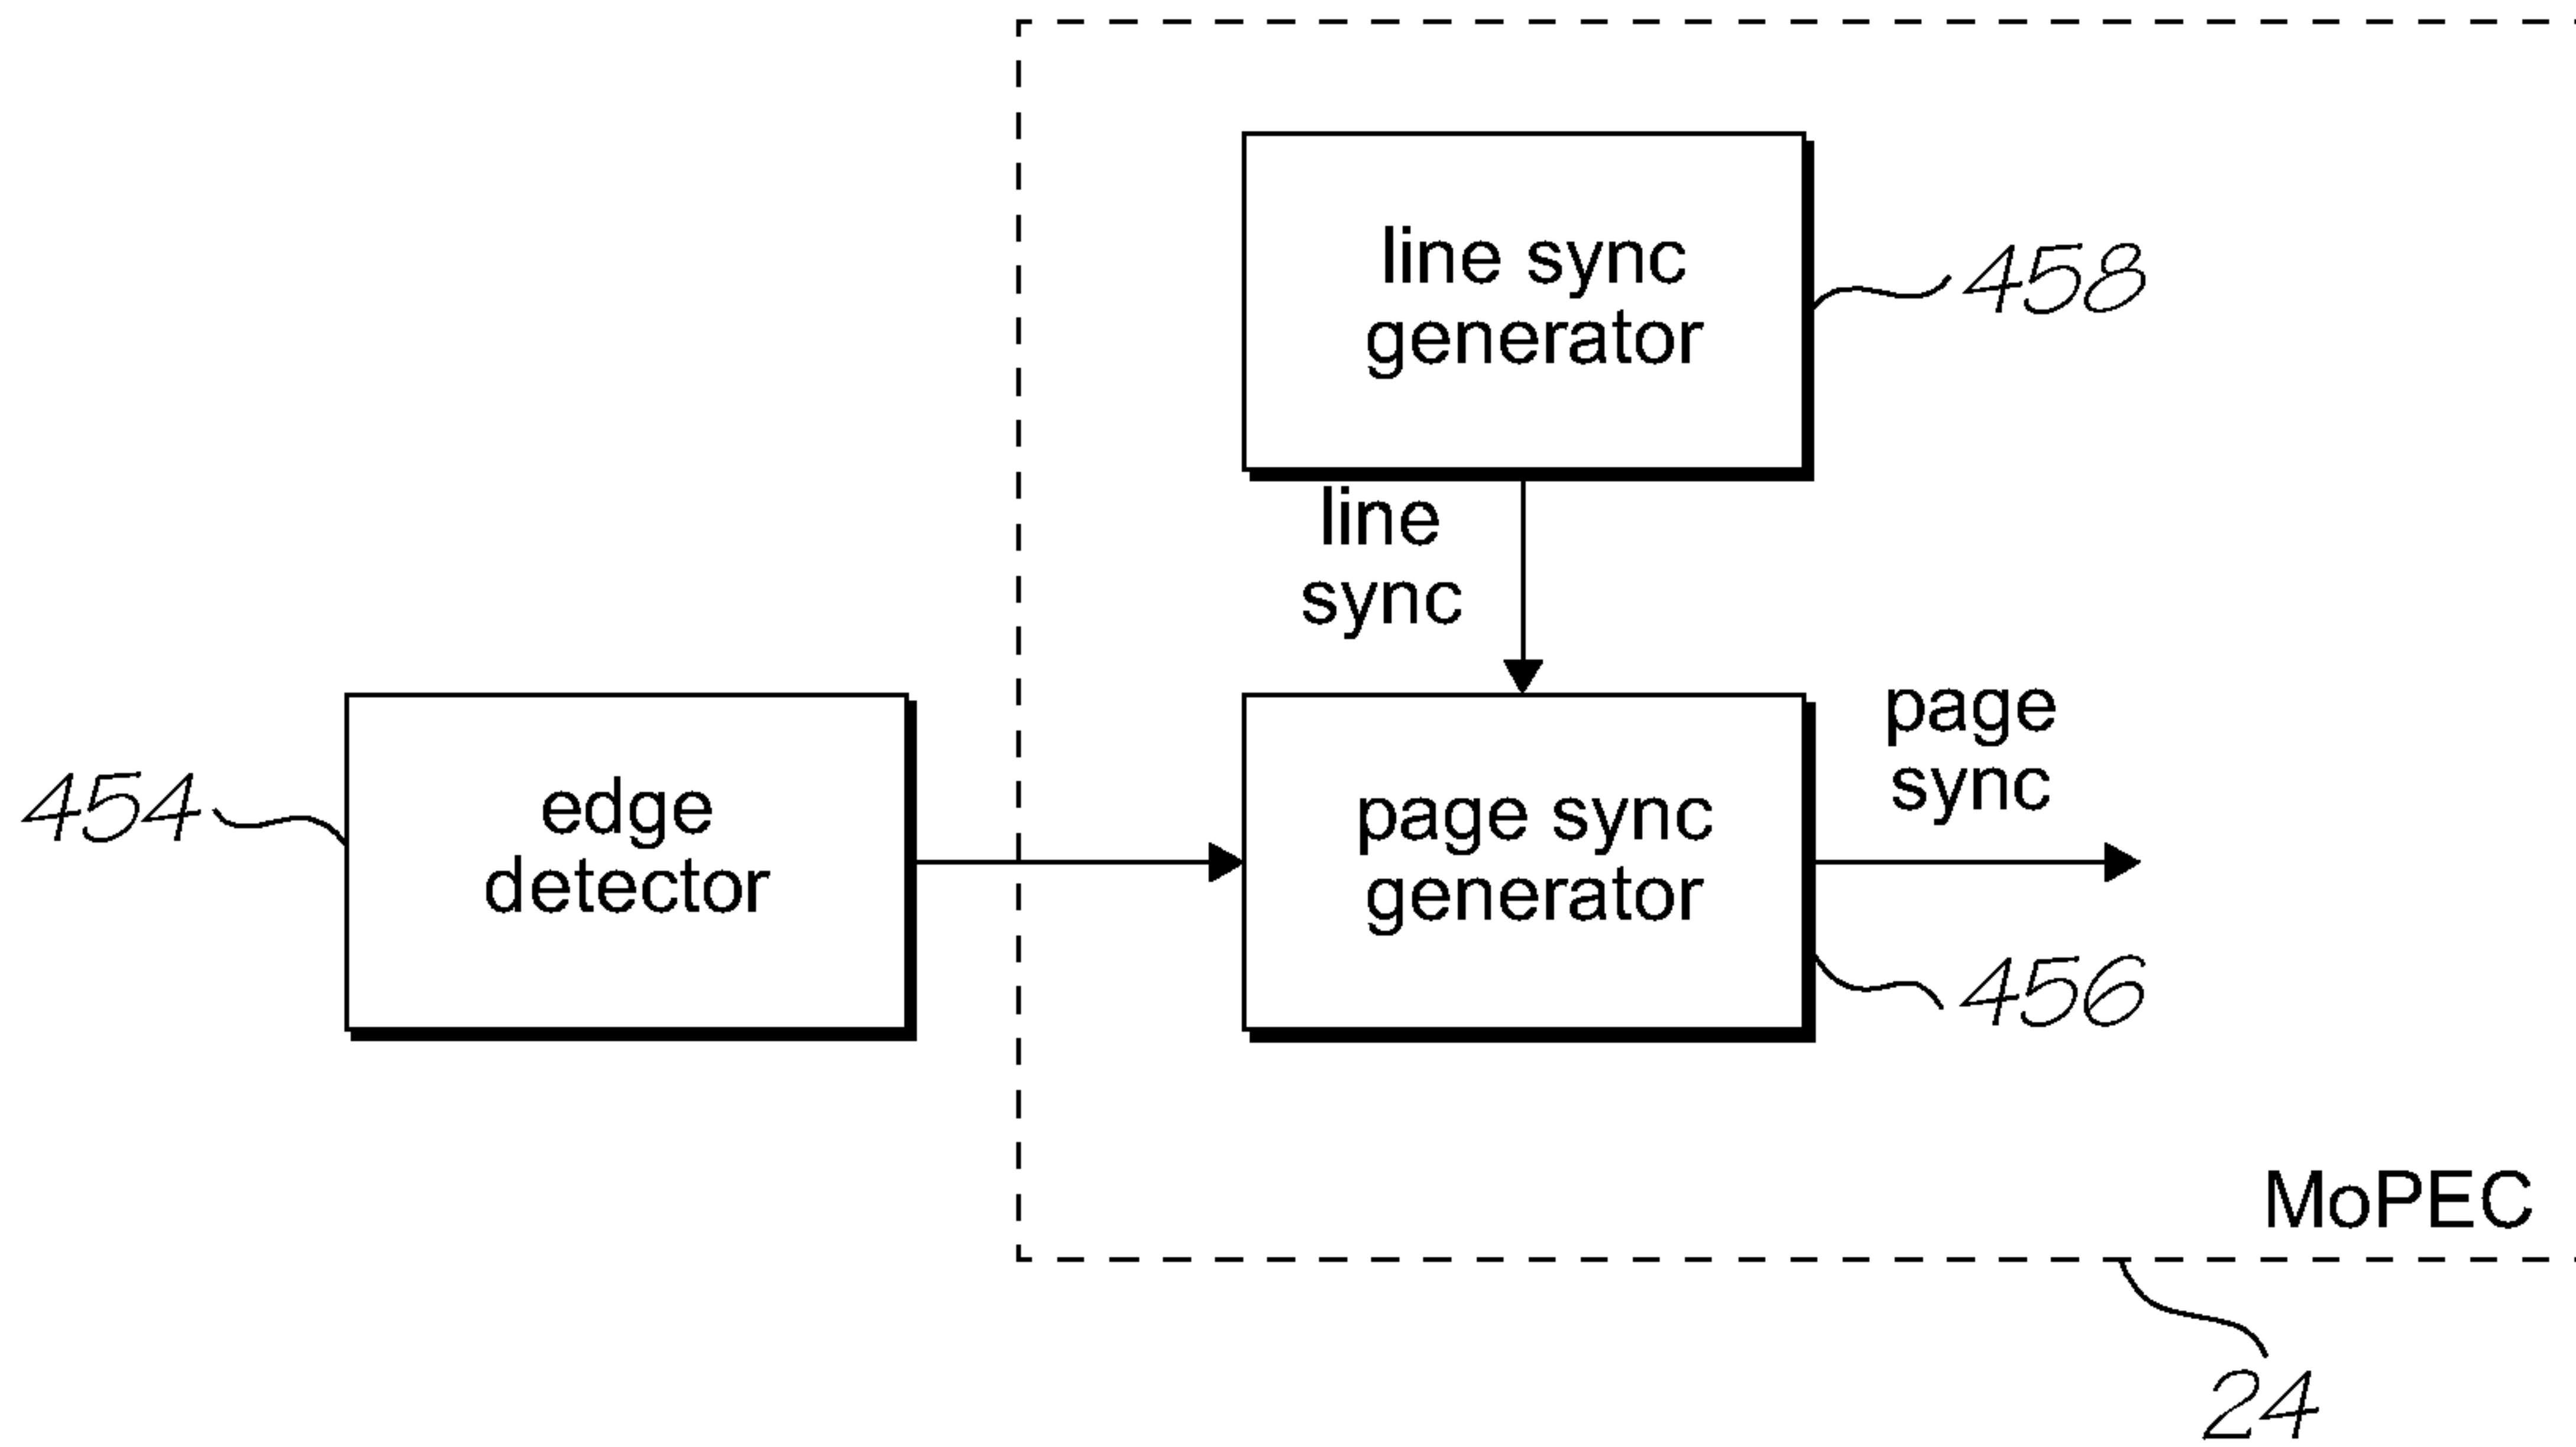 line sync
generator
458
line
sync
page
sync
454
edge
detector
page sync
generator
456
MoPEC
24